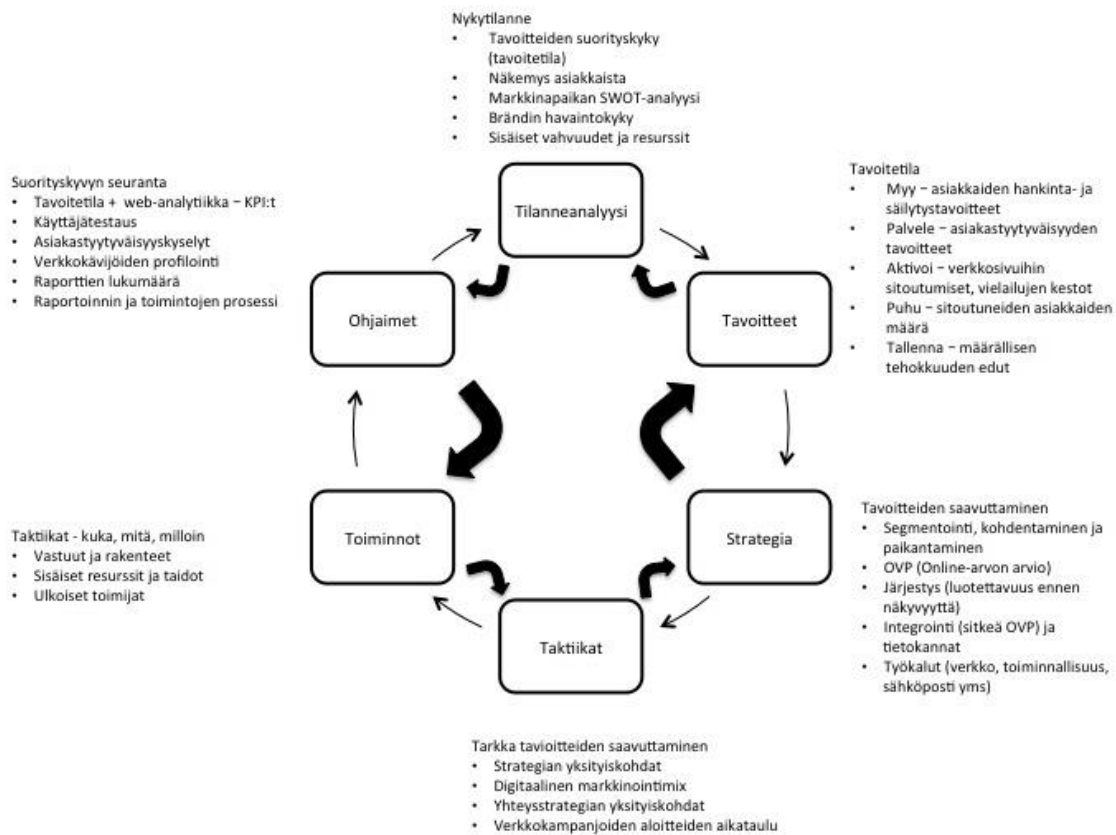 Nykytilanne
• Tavoitteiden suorityskyky
(tavoitetila)
• Näkemys asiakkaista
• Markkinapaikan SWOT-analyysi
• Brändin havaintokyky
• Sisäiset vahvuudet ja resurssit
Tilanneanalyysi
Tavoitetila
• Myy – asiakkaiden hankinta- ja
säilytystavoitteet
• Palvele – asiakastyytyväisyyden
tavoitteet
• Aktivoi – verkkosivuihin
sitoutumiset, vielailujen kestot
• Puhu – sitoutuneiden asiakkaiden
määrä
• Tallenna – määrällisen
tehokkuuden edut
Tavoitteet
Tavoitteiden saavuttaminen
• Segmentointi, kohdentaminen ja
paikantaminen
• OVP (Online-arvon arvio)
• Järjestys (luotettavuus ennen
näkyvyyttä)
• Integrointi (sitkeä OVP) ja
tietokannat
• Työkalut (verkko, toiminnallisuus,
sähköposti yms)
Strategia
Taktiikat
Tarkka tavioitteiden saavuttaminen
• Strategian yksityiskohdat
• Digitaalinen markkinointimix
• Yhteysstrategian yksityiskohdat
• Verkkokampanjoiden aloitteiden aikataulu
Taktiikat - kuka, mitä, milloin
• Vastuut ja rakenteet
• Sisäiset resurssit ja taidot
• Ulkoiset toimijat
Toiminnot
Suorityskyvyn seuranta
• Tavoitetila + web-analytiikka – KPI:t
• Käyttäjätestaus
• Asiakastyytyväisyyskyselyt
• Verkkokävijöiden profilointi
• Raporttien lukumäärä
• Raportoinnin ja toimintojen prosessi
Ohjaimet